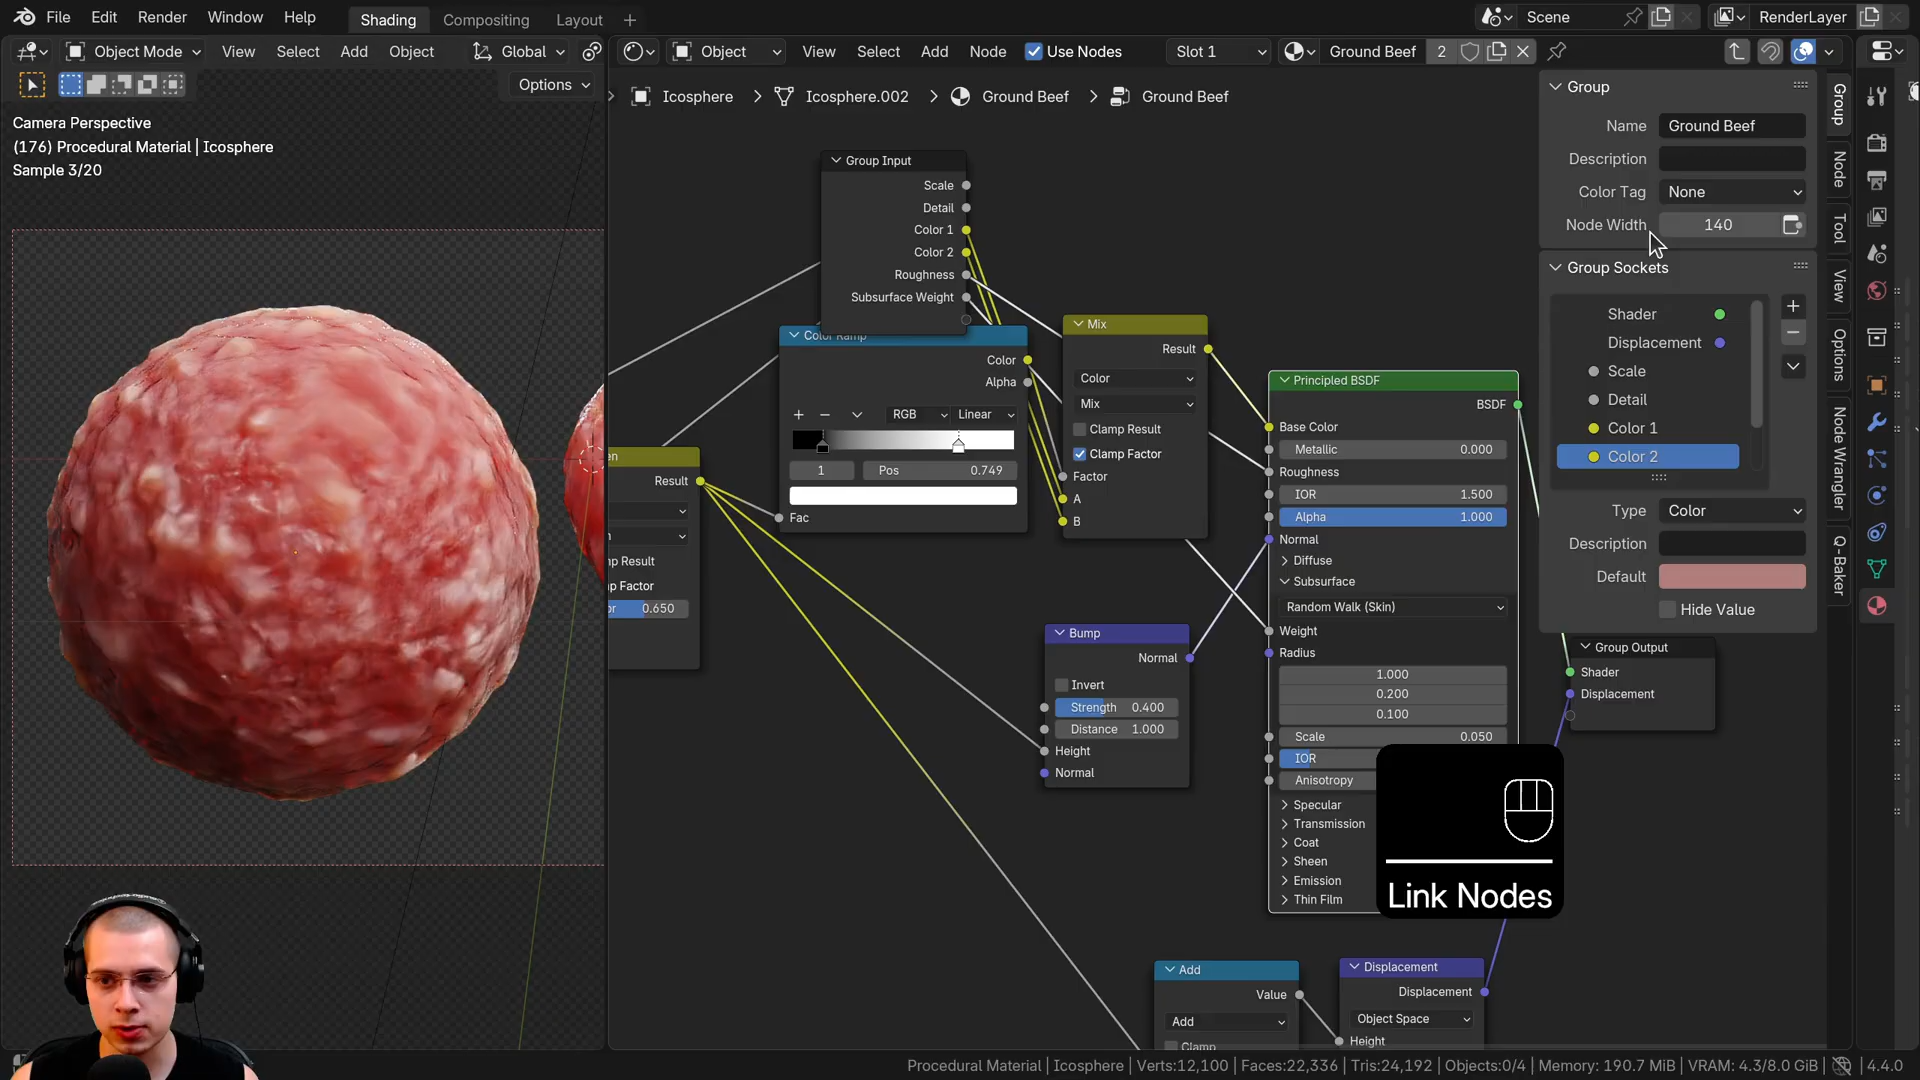 File Edit Render Window Help Shading Compositing Layout + Scene RenderLayer
Object Mode View Select Add Object Global Object View Select Add Node Use Nodes Slot 1 Ground Beef 2
Options
Camera Perspective
(176) Procedural Material | Icosphere
Sample 3/20
Icosphere > Icosphere.002 > Ground Beef > Ground Beef
Group Input
Scale
Detail
Color 1
Color 2
Roughness
Subsurface Weight
Color Ramp
Color
Alpha
RGB Linear
1 Pos 0.749
Fac
en
Result
n
mp Result
mp Factor
or 0.650
Mix
Result
Color
Mix
Clamp Result
Clamp Factor
Factor
A
B
Bump
Normal
Invert
Strength 0.400
Distance 1.000
Height
Normal
Principled BSDF
BSDF
Base Color
Metallic 0.000
Roughness
IOR 1.500
Alpha 1.000
Normal
Diffuse
Subsurface
Random Walk (Skin)
Weight
Radius
1.000
0.200
0.100
Scale 0.050
IOR
Anisotropy
Specular
Transmission
Coat
Sheen
Emission
Thin Film
Link Nodes
Add
Value
Add
Clamp
Displacement
Displacement
Object Space
Height
Group Output
Shader
Displacement
Group
Name Ground Beef
Description
Color Tag None
Node Width 140
Group Sockets
Shader
Displacement
Scale
Detail
Color 1
Color 2
Type Color
Description
Default
Hide Value
Group
Node
Tool
View
Options
Node Wrangler
Q-Baker
Procedural Material | Icosphere | Verts:12,100 | Faces:22,336 | Tris:24,192 | Objects:0/4 | Memory: 190.7 MiB | VRAM: 4.3/8.0 GiB | 4.4.0